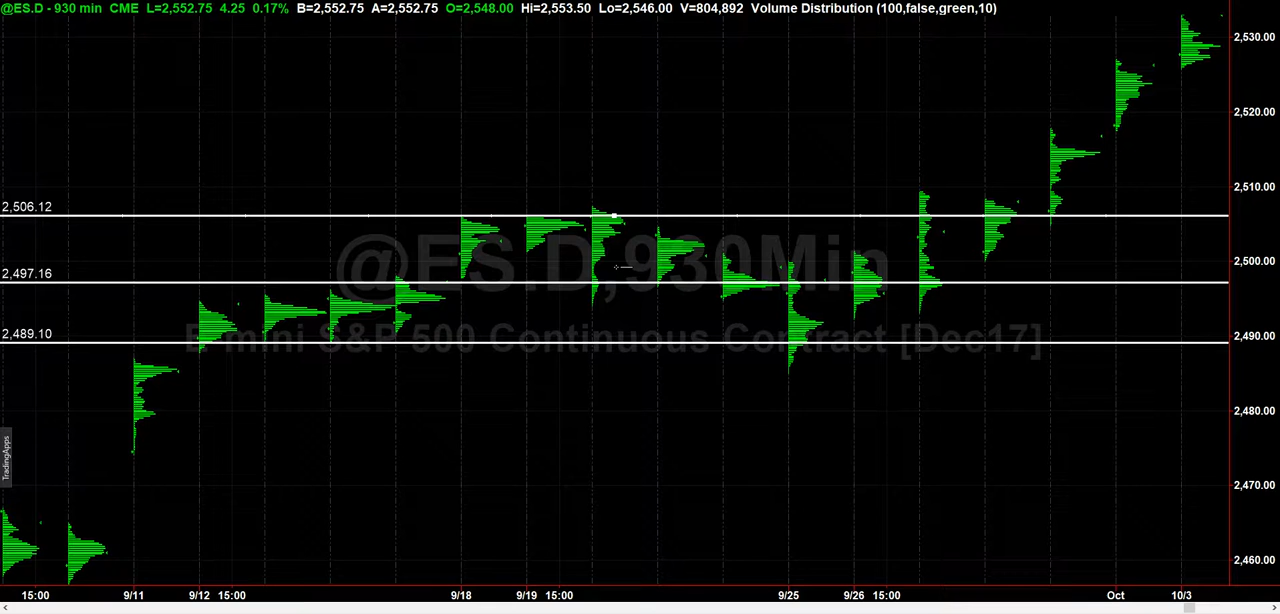 @ES.D - 930 min CME L=2,552.75 4.25 0.17% B=2,552.75 A=2,552.75 O=2,548.00 Hi=2,553.50 Lo=2,546.00 V=804,892 Volume Distribution (100,false,green,10)
2,530.00
2,520.00
2,510.00
2,506.12
2,500.00
@ES.D,930Min
2,497.16
2,489.10
2,490.00
E-mini S&P 500 Continuous Contract [Dec17]
2,480.00
TradingApps
2,470.00
2,460.00
15:00 9/11 9/12 15:00 9/18 9/19 15:00 9/25 9/26 15:00 Oct 10/3